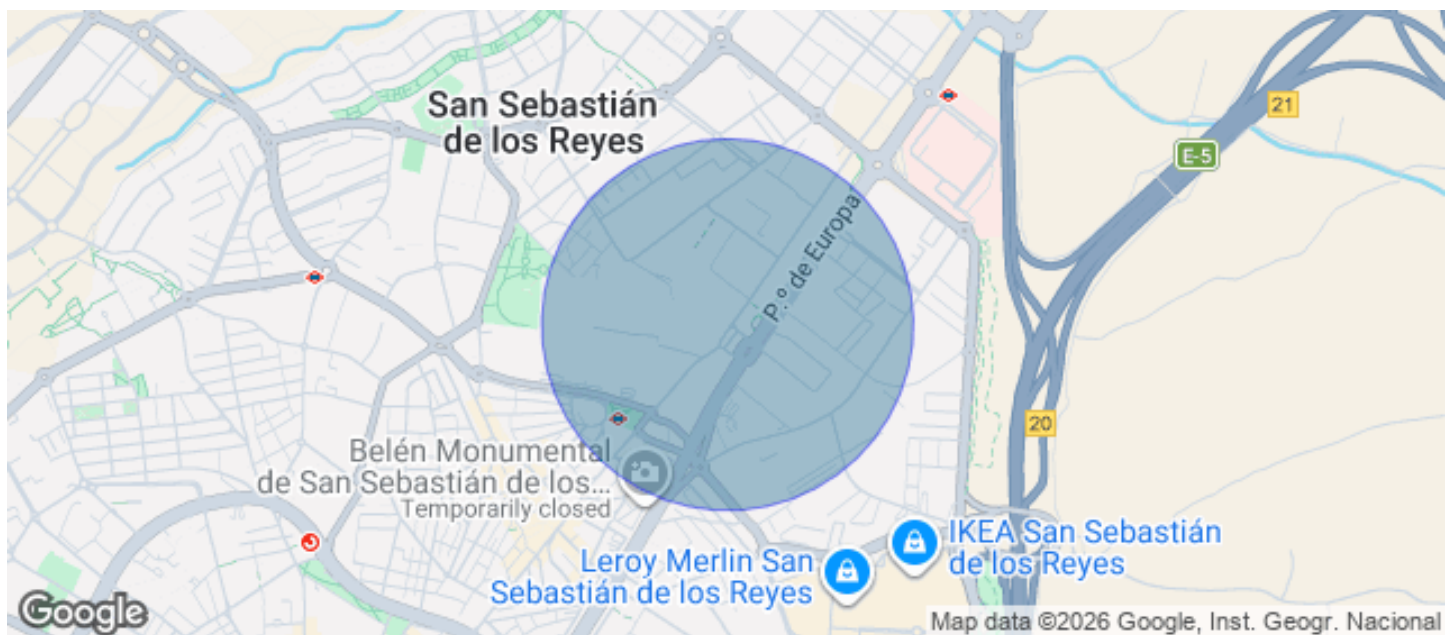 San Sebastián
de los Reyes
21
E-5
P.º de Europa
20
Belén Monumental
de San Sebastián de los...
Temporarily closed
IKEA San Sebastián
de los Reyes
Leroy Merlin San
Sebastián de los Reyes
Google
Map data ©2026 Google, Inst. Geogr. Nacional